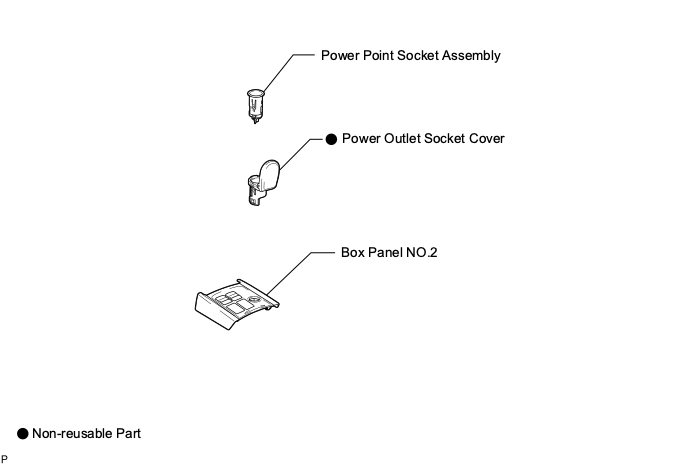 Power Point Socket Assembly
● Power Outlet Socket Cover
Box Panel NO.2
● Non-reusable Part
P